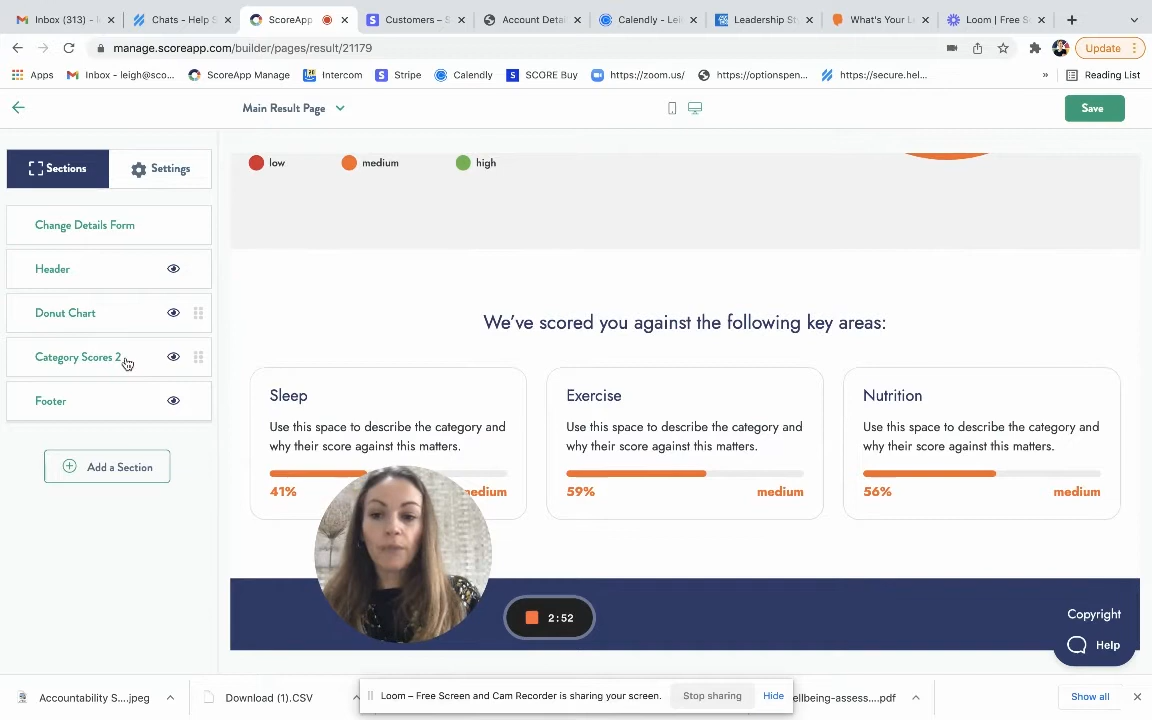 Inbox (313) -
Chats - Help S
ScoreApp
Customers – S
Account Detai
Calendly - Lei
Leadership St
What's Your L
Loom | Free S
manage.scoreapp.com/builder/pages/result/21179
Update
Apps
Inbox - leigh@sco...
ScoreApp Manage
Intercom
Stripe
Calendly
SCORE Buy
https://zoom.us/
https://optionspen...
https://secure.hel...
»
Reading List
Main Result Page
Save
Sections
Settings
Change Details Form
Header
Donut Chart
Category Scores 2
Footer
Add a Section
low
medium
high
We've scored you against the following key areas:
Sleep
Use this space to describe the category and
why their score against this matters.
41%
medium
Exercise
Use this space to describe the category and
why their score against this matters.
59%
medium
Nutrition
Use this space to describe the category and
why their score against this matters.
56%
medium
2:52
Copyright
Help
Accountability S....jpeg
Download (1).CSV
Loom – Free Screen and Cam Recorder is sharing your screen.
Stop sharing
Hide
ellbeing-assess....pdf
Show all